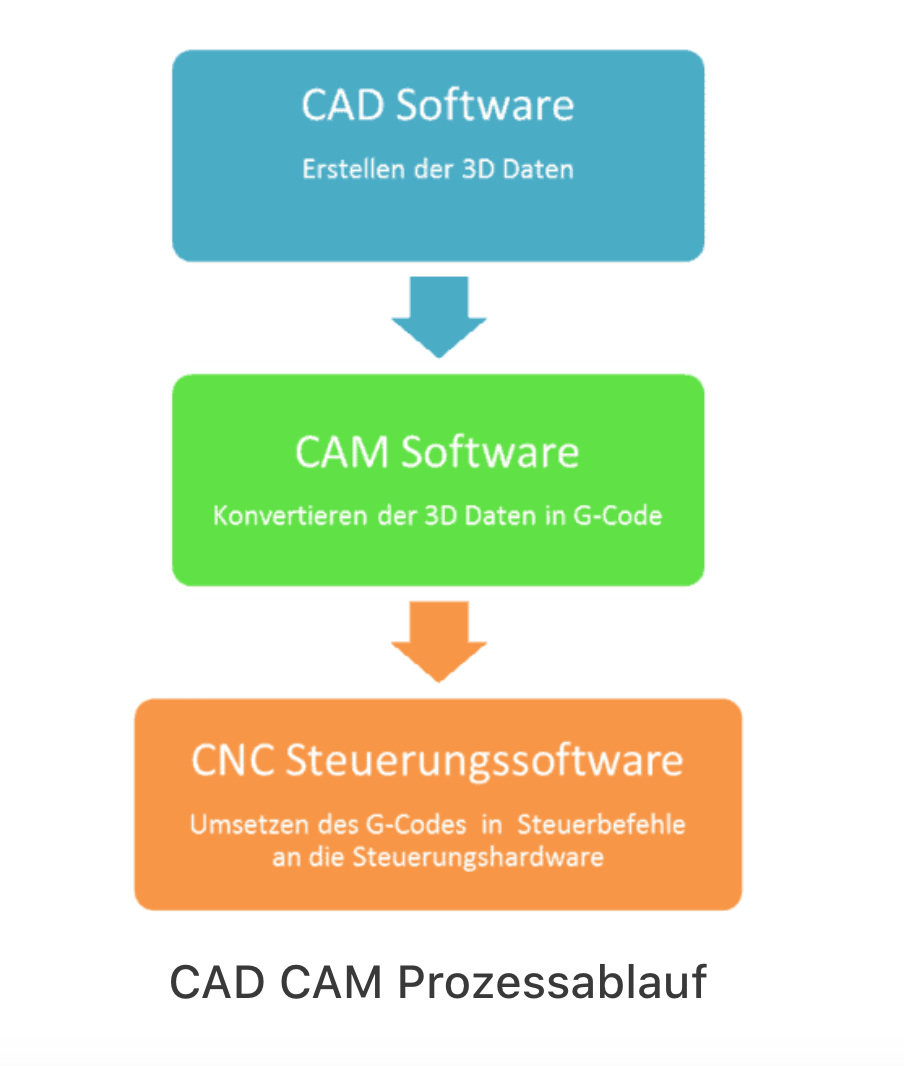 CAD Software
Erstellen der 3D Daten
CAM Software
Konvertieren der 3D Daten in G-Code
CNC Steuerungssoftware
Umsetzen des G-Codes in Steuerbefehle
an die Steuerungshardware
CAD CAM Prozessablauf